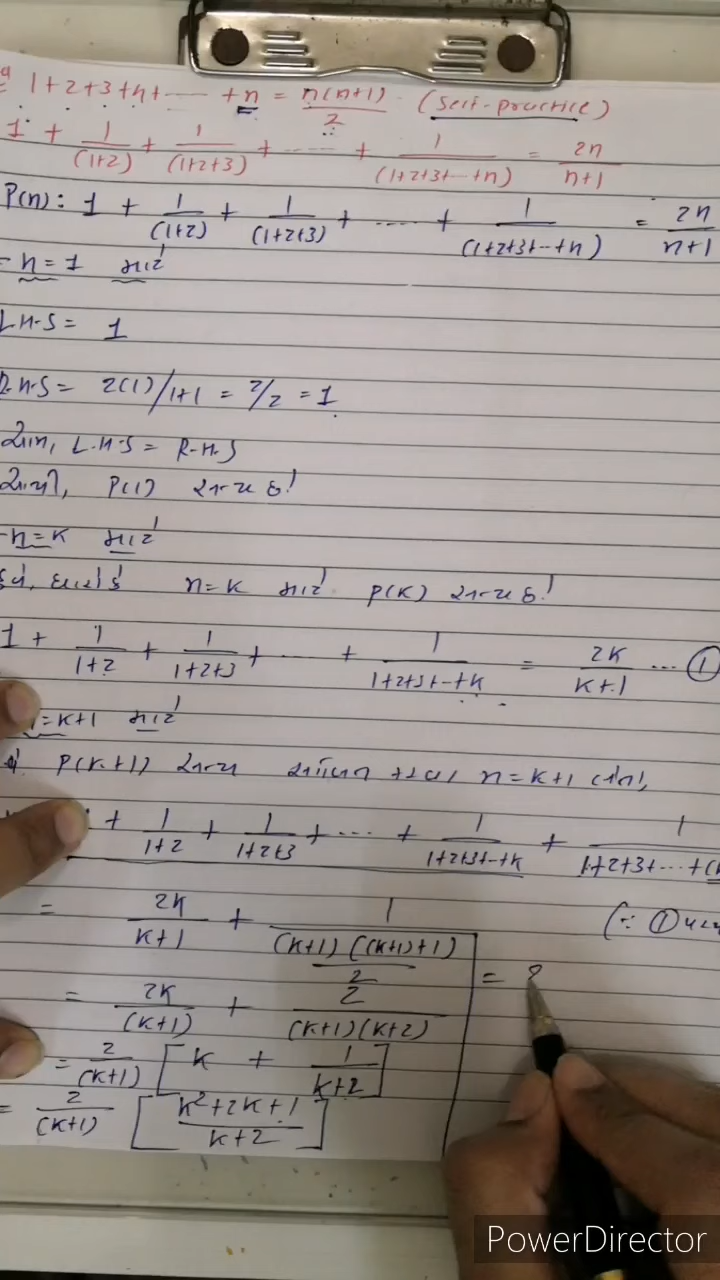 1+2+3+n+----- +n = n(n+1)/2 . (self-practice)
1 + 1/(1+2) + 1/(1+2+3) + ...... + 1/(1+2+3+--+n) = 2n/n+1
P(n): 1 + 1/(1+2) + 1/(1+2+3) + ...... + 1/(1+2+3+--+n) = 2n/n+1
n=1 માટે
L.H.S = 1
R.H.S = 2(1)/1+1 = 2/2 = 1
આમ, L.H.S = R.H.S
આથી, P(1) સત્ય છે.
n=k માટે
n=k માટે P(k) સત્ય છે.
1 + 1/1+2 + 1/1+2+3 + ... + 1/1+2+3+--+k = 2k/k+1 ... ①
=k+1 માટે
P(k+1) સત્ય n=k+1
+ 1/1+2 + 1/1+2+3 + ... + 1/1+2+3+--+k + 1/1+2+3+...+(k
= 2k/k+1 + 1/(k+1)((k+1)+1)/2 (∵ ①
= 2k/(k+1) + 2/(k+1)(k+2) =
= 2/(k+1) [k + 1/k+2]
= 2/(k+1) [k²+2k+1/k+2]
PowerDirector